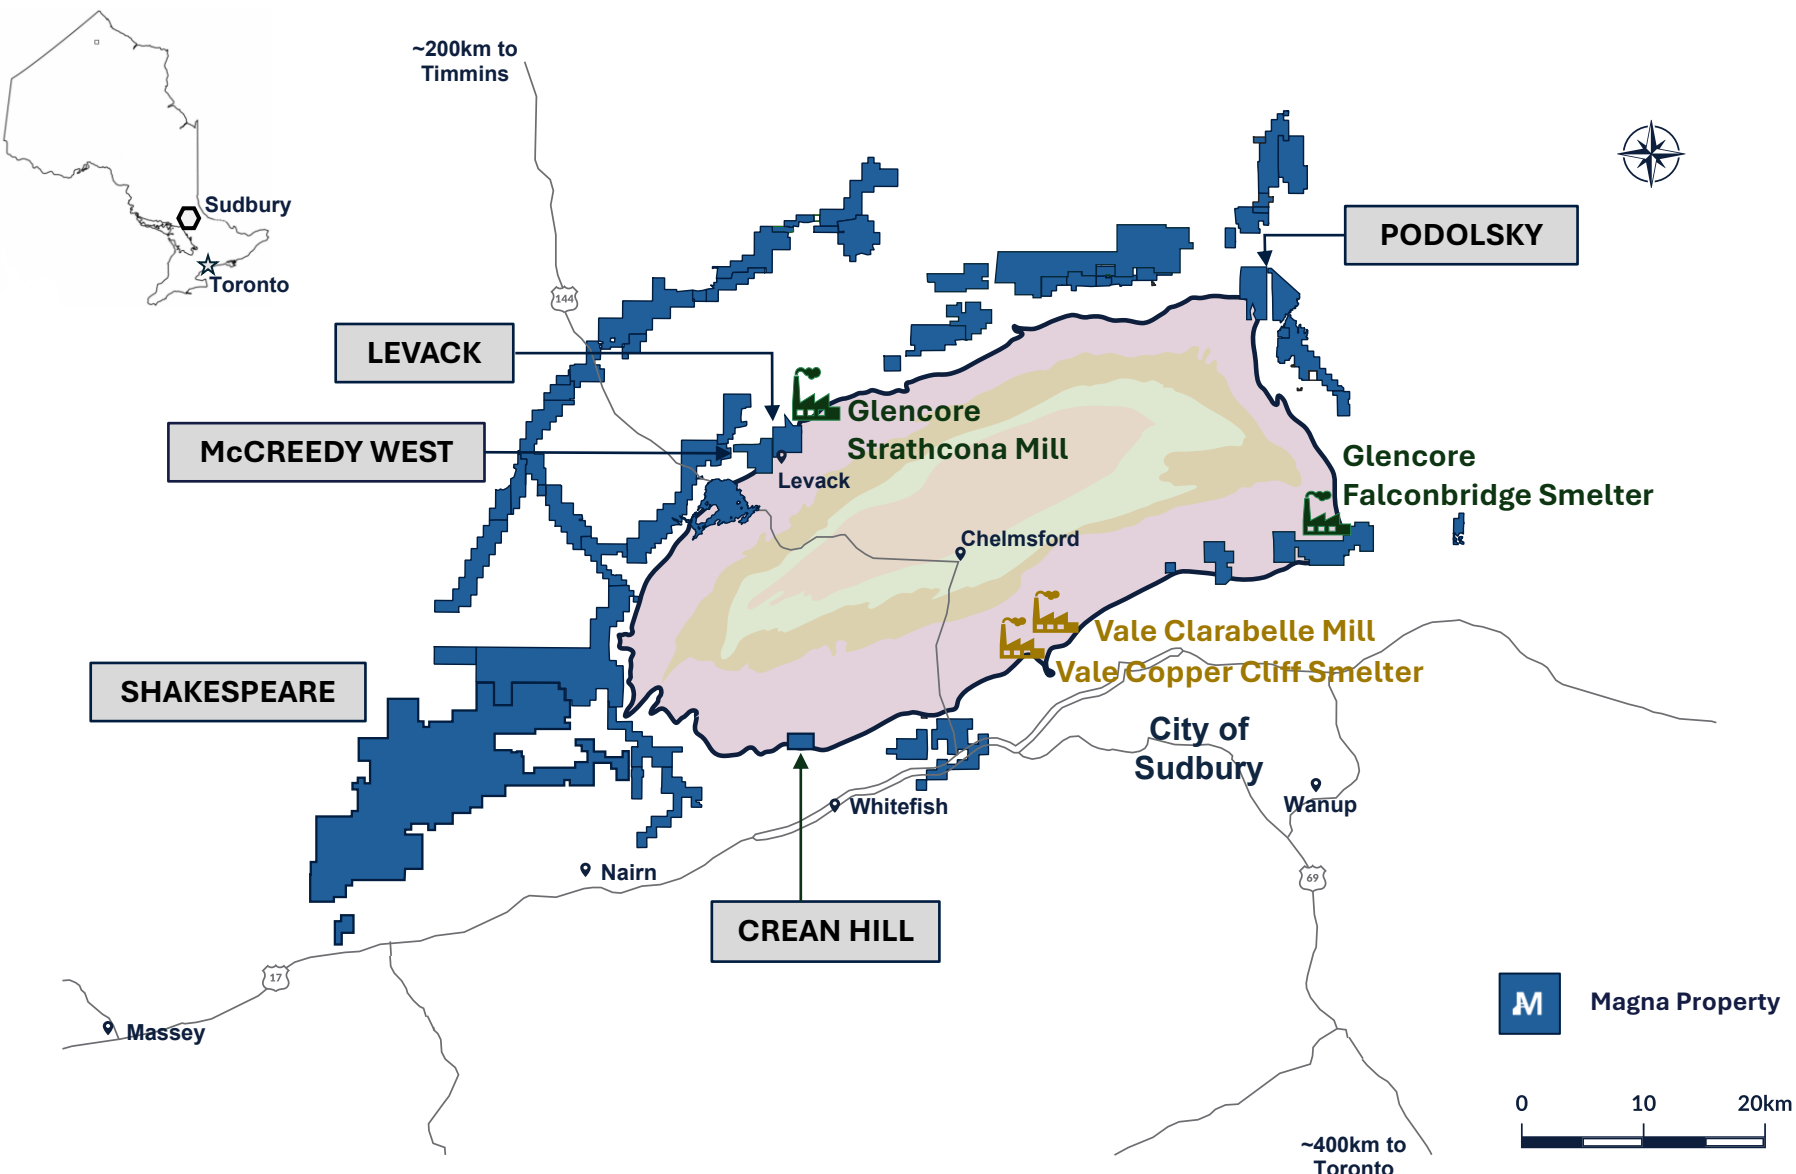 ~200km to
Timmins
Sudbury
Toronto
144
PODOLSKY
LEVACK
McCREEDY WEST
Glencore
Strathcona Mill
Levack
Glencore
Falconbridge Smelter
Chelmsford
Vale Clarabelle Mill
Vale Copper Cliff Smelter
SHAKESPEARE
City of
Sudbury
Wanup
Whitefish
Nairn
69
CREAN HILL
17
Massey
M
Magna Property
0 10 20km
~400km to
Toronto